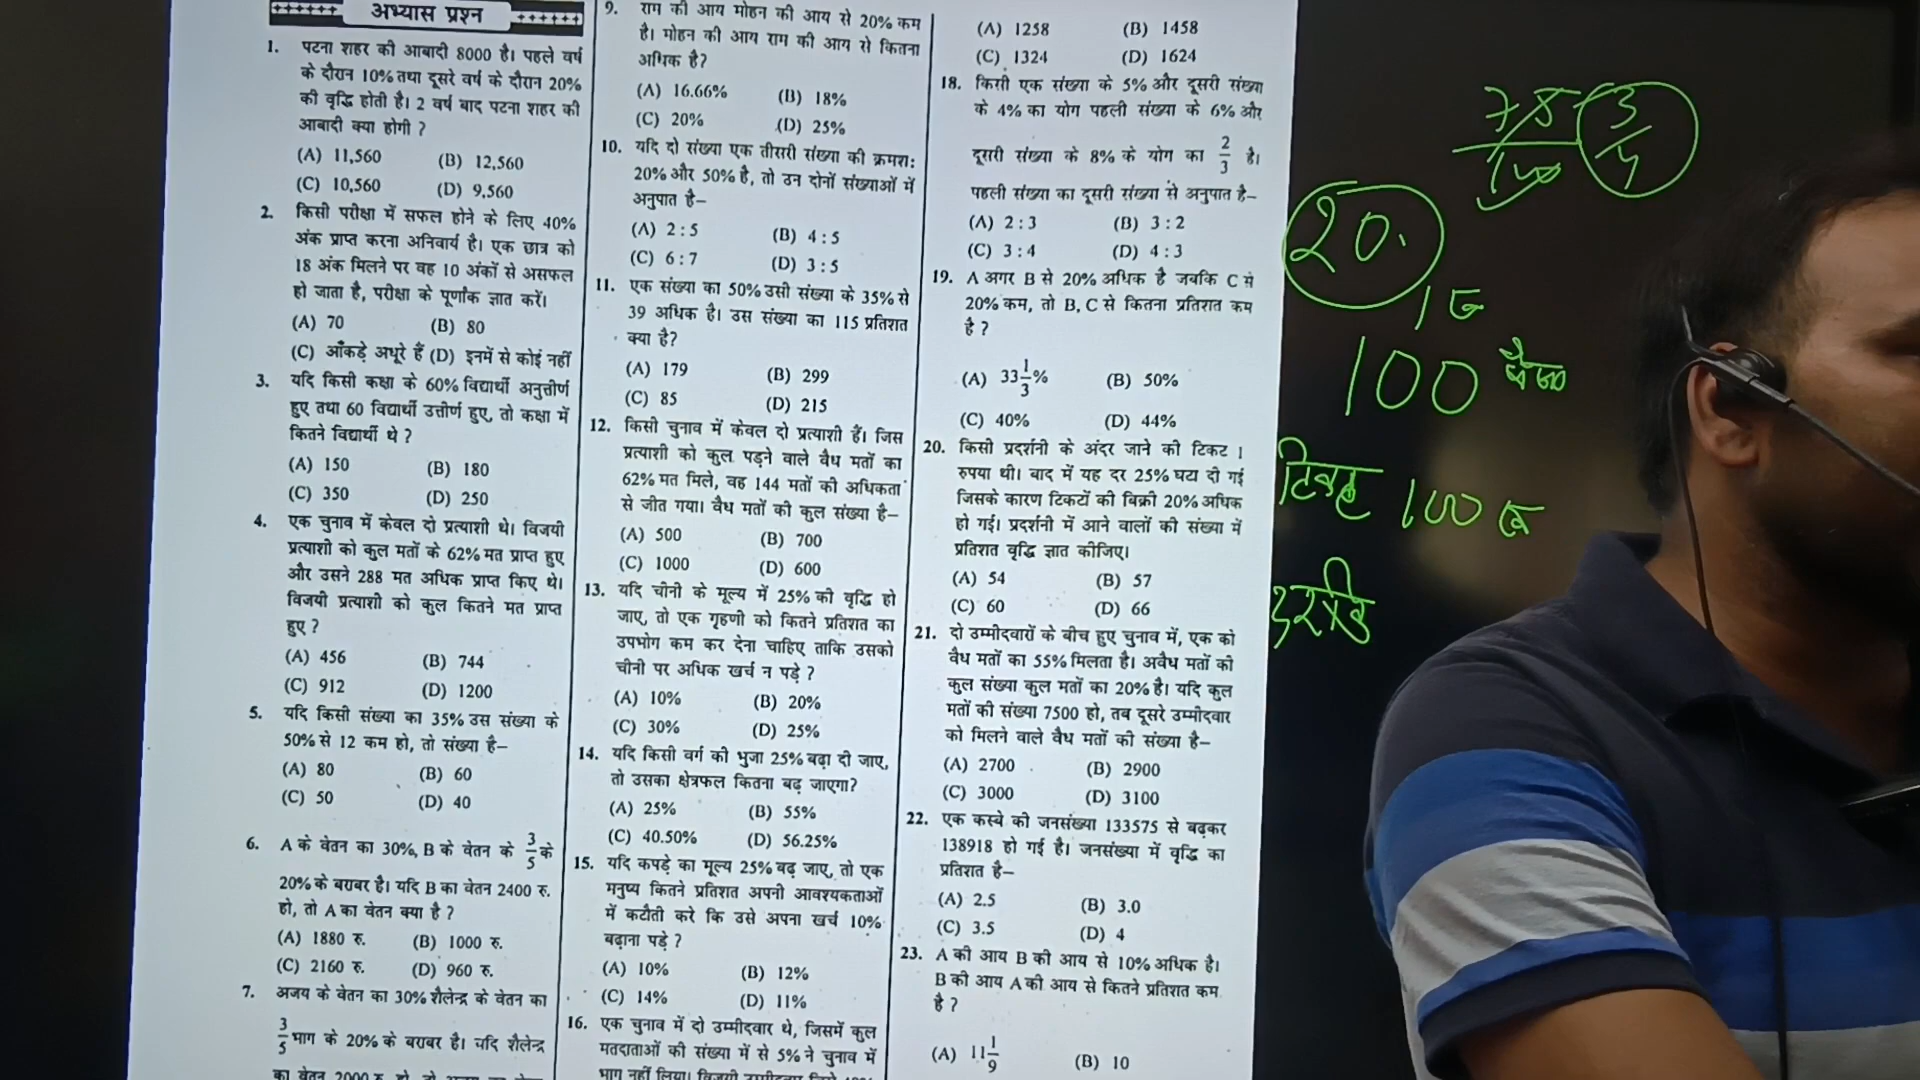 अभ्यास प्रश्न
1. पटना शहर की आबादी 8000 है। पहले वर्ष
के दौरान 10% तथा दूसरे वर्ष के दौरान 20%
की वृद्धि होती है। 2 वर्ष बाद पटना शहर की
आबादी क्या होगी ?
(A) 11,560 (B) 12,560
(C) 10,560 (D) 9,560
2. किसी परीक्षा में सफल होने के लिए 40%
अंक प्राप्त करना अनिवार्य है। एक छात्र को
18 अंक मिलने पर वह 10 अंकों से असफल
हो जाता है, परीक्षा के पूर्णांक ज्ञात करें।
(A) 70 (B) 80
(C) आँकड़े अधूरे हैं (D) इनमें से कोई नहीं
3. यदि किसी कक्षा के 60% विद्यार्थी अनुत्तीर्ण
हुए तथा 60 विद्यार्थी उत्तीर्ण हुए, तो कक्षा में
कितने विद्यार्थी थे ?
(A) 150 (B) 180
(C) 350 (D) 250
4. एक चुनाव में केवल दो प्रत्याशी थे। विजयी
प्रत्याशी को कुल मतों के 62% मत प्राप्त हुए
और उसने 288 मत अधिक प्राप्त किए थे।
विजयी प्रत्याशी को कुल कितने मत प्राप्त
हुए ?
(A) 456 (B) 744
(C) 912 (D) 1200
5. यदि किसी संख्या का 35% उस संख्या के
50% से 12 कम हो, तो संख्या है–
(A) 80 (B) 60
(C) 50 (D) 40
6. A के वेतन का 30%, B के वेतन के 3/5 के
20% के बराबर है। यदि B का वेतन 2400 रु.
हो, तो A का वेतन क्या है ?
(A) 1880 रु. (B) 1000 रु.
(C) 2160 रु. (D) 960 रु.
7. अजय के वेतन का 30% शैलेन्द्र के वेतन का
3/5 भाग के 20% के बराबर है। यदि शैलेन्द्र
का वेतन 2000 रु. हो, तो
9. राम की आय मोहन की आय से 20% कम
है। मोहन की आय राम की आय से कितना
अधिक है?
(A) 16.66% (B) 18%
(C) 20% (D) 25%
10. यदि दो संख्या एक तीसरी संख्या की क्रमशः
20% और 50% है, तो उन दोनों संख्याओं में
अनुपात है–
(A) 2 : 5 (B) 4 : 5
(C) 6 : 7 (D) 3 : 5
11. एक संख्या का 50% उसी संख्या के 35% से
39 अधिक है। उस संख्या का 115 प्रतिशत
क्या है?
(A) 179 (B) 299
(C) 85 (D) 215
12. किसी चुनाव में केवल दो प्रत्याशी हैं। जिस
प्रत्याशी को कुल पड़ने वाले वैध मतों का
62% मत मिले, वह 144 मतों की अधिकता
से जीत गया। वैध मतों की कुल संख्या है–
(A) 500 (B) 700
(C) 1000 (D) 600
13. यदि चीनी के मूल्य में 25% की वृद्धि हो
जाए, तो एक गृहणी को कितने प्रतिशत का
उपभोग कम कर देना चाहिए ताकि उसको
चीनी पर अधिक खर्च न पड़े ?
(A) 10% (B) 20%
(C) 30% (D) 25%
14. यदि किसी वर्ग की भुजा 25% बढ़ा दी जाए,
तो उसका क्षेत्रफल कितना बढ़ जाएगा?
(A) 25% (B) 55%
(C) 40.50% (D) 56.25%
15. यदि कपड़े का मूल्य 25% बढ़ जाए, तो एक
मनुष्य कितने प्रतिशत अपनी आवश्यकताओं
में कटौती करे कि उसे अपना खर्च 10%
बढ़ाना पड़े ?
(A) 10% (B) 12%
(C) 14% (D) 11%
16. एक चुनाव में दो उम्मीदवार थे, जिसमें कुल
मतदाताओं की संख्या में से 5% ने चुनाव में
भाग नहीं लिया। विजयी उम्मीदवार
(A) 1258 (B) 1458
(C) 1324 (D) 1624
18. किसी एक संख्या के 5% और दूसरी संख्या
के 4% का योग पहली संख्या के 6% और
दूसरी संख्या के 8% के योग का 2/3 है।
पहली संख्या का दूसरी संख्या से अनुपात है–
(A) 2 : 3 (B) 3 : 2
(C) 3 : 4 (D) 4 : 3
19. A अगर B से 20% अधिक है जबकि C से
20% कम, तो B, C से कितना प्रतिशत कम
है ?
(A) 33 1/3% (B) 50%
(C) 40% (D) 44%
20. किसी प्रदर्शनी के अंदर जाने की टिकट 1
रुपया थी। बाद में यह दर 25% घटा दी गई
जिसके कारण टिकटों की बिक्री 20% अधिक
हो गई। प्रदर्शनी में आने वालों की संख्या में
प्रतिशत वृद्धि ज्ञात कीजिए।
(A) 54 (B) 57
(C) 60 (D) 66
21. दो उम्मीदवारों के बीच हुए चुनाव में, एक को
वैध मतों का 55% मिलता है। अवैध मतों की
कुल संख्या कुल मतों का 20% है। यदि कुल
मतों की संख्या 7500 हो, तब दूसरे उम्मीदवार
को मिलने वाले वैध मतों की संख्या है–
(A) 2700 (B) 2900
(C) 3000 (D) 3100
22. एक कस्बे की जनसंख्या 133575 से बढ़कर
138918 हो गई है। जनसंख्या में वृद्धि का
प्रतिशत है–
(A) 2.5 (B) 3.0
(C) 3.5 (D) 4
23. A की आय B की आय से 10% अधिक है।
B की आय A की आय से कितने प्रतिशत कम
है ?
(A) 11 1/9 (B) 10
75 3/4
100
20.
100 पैसा
टिकट 100